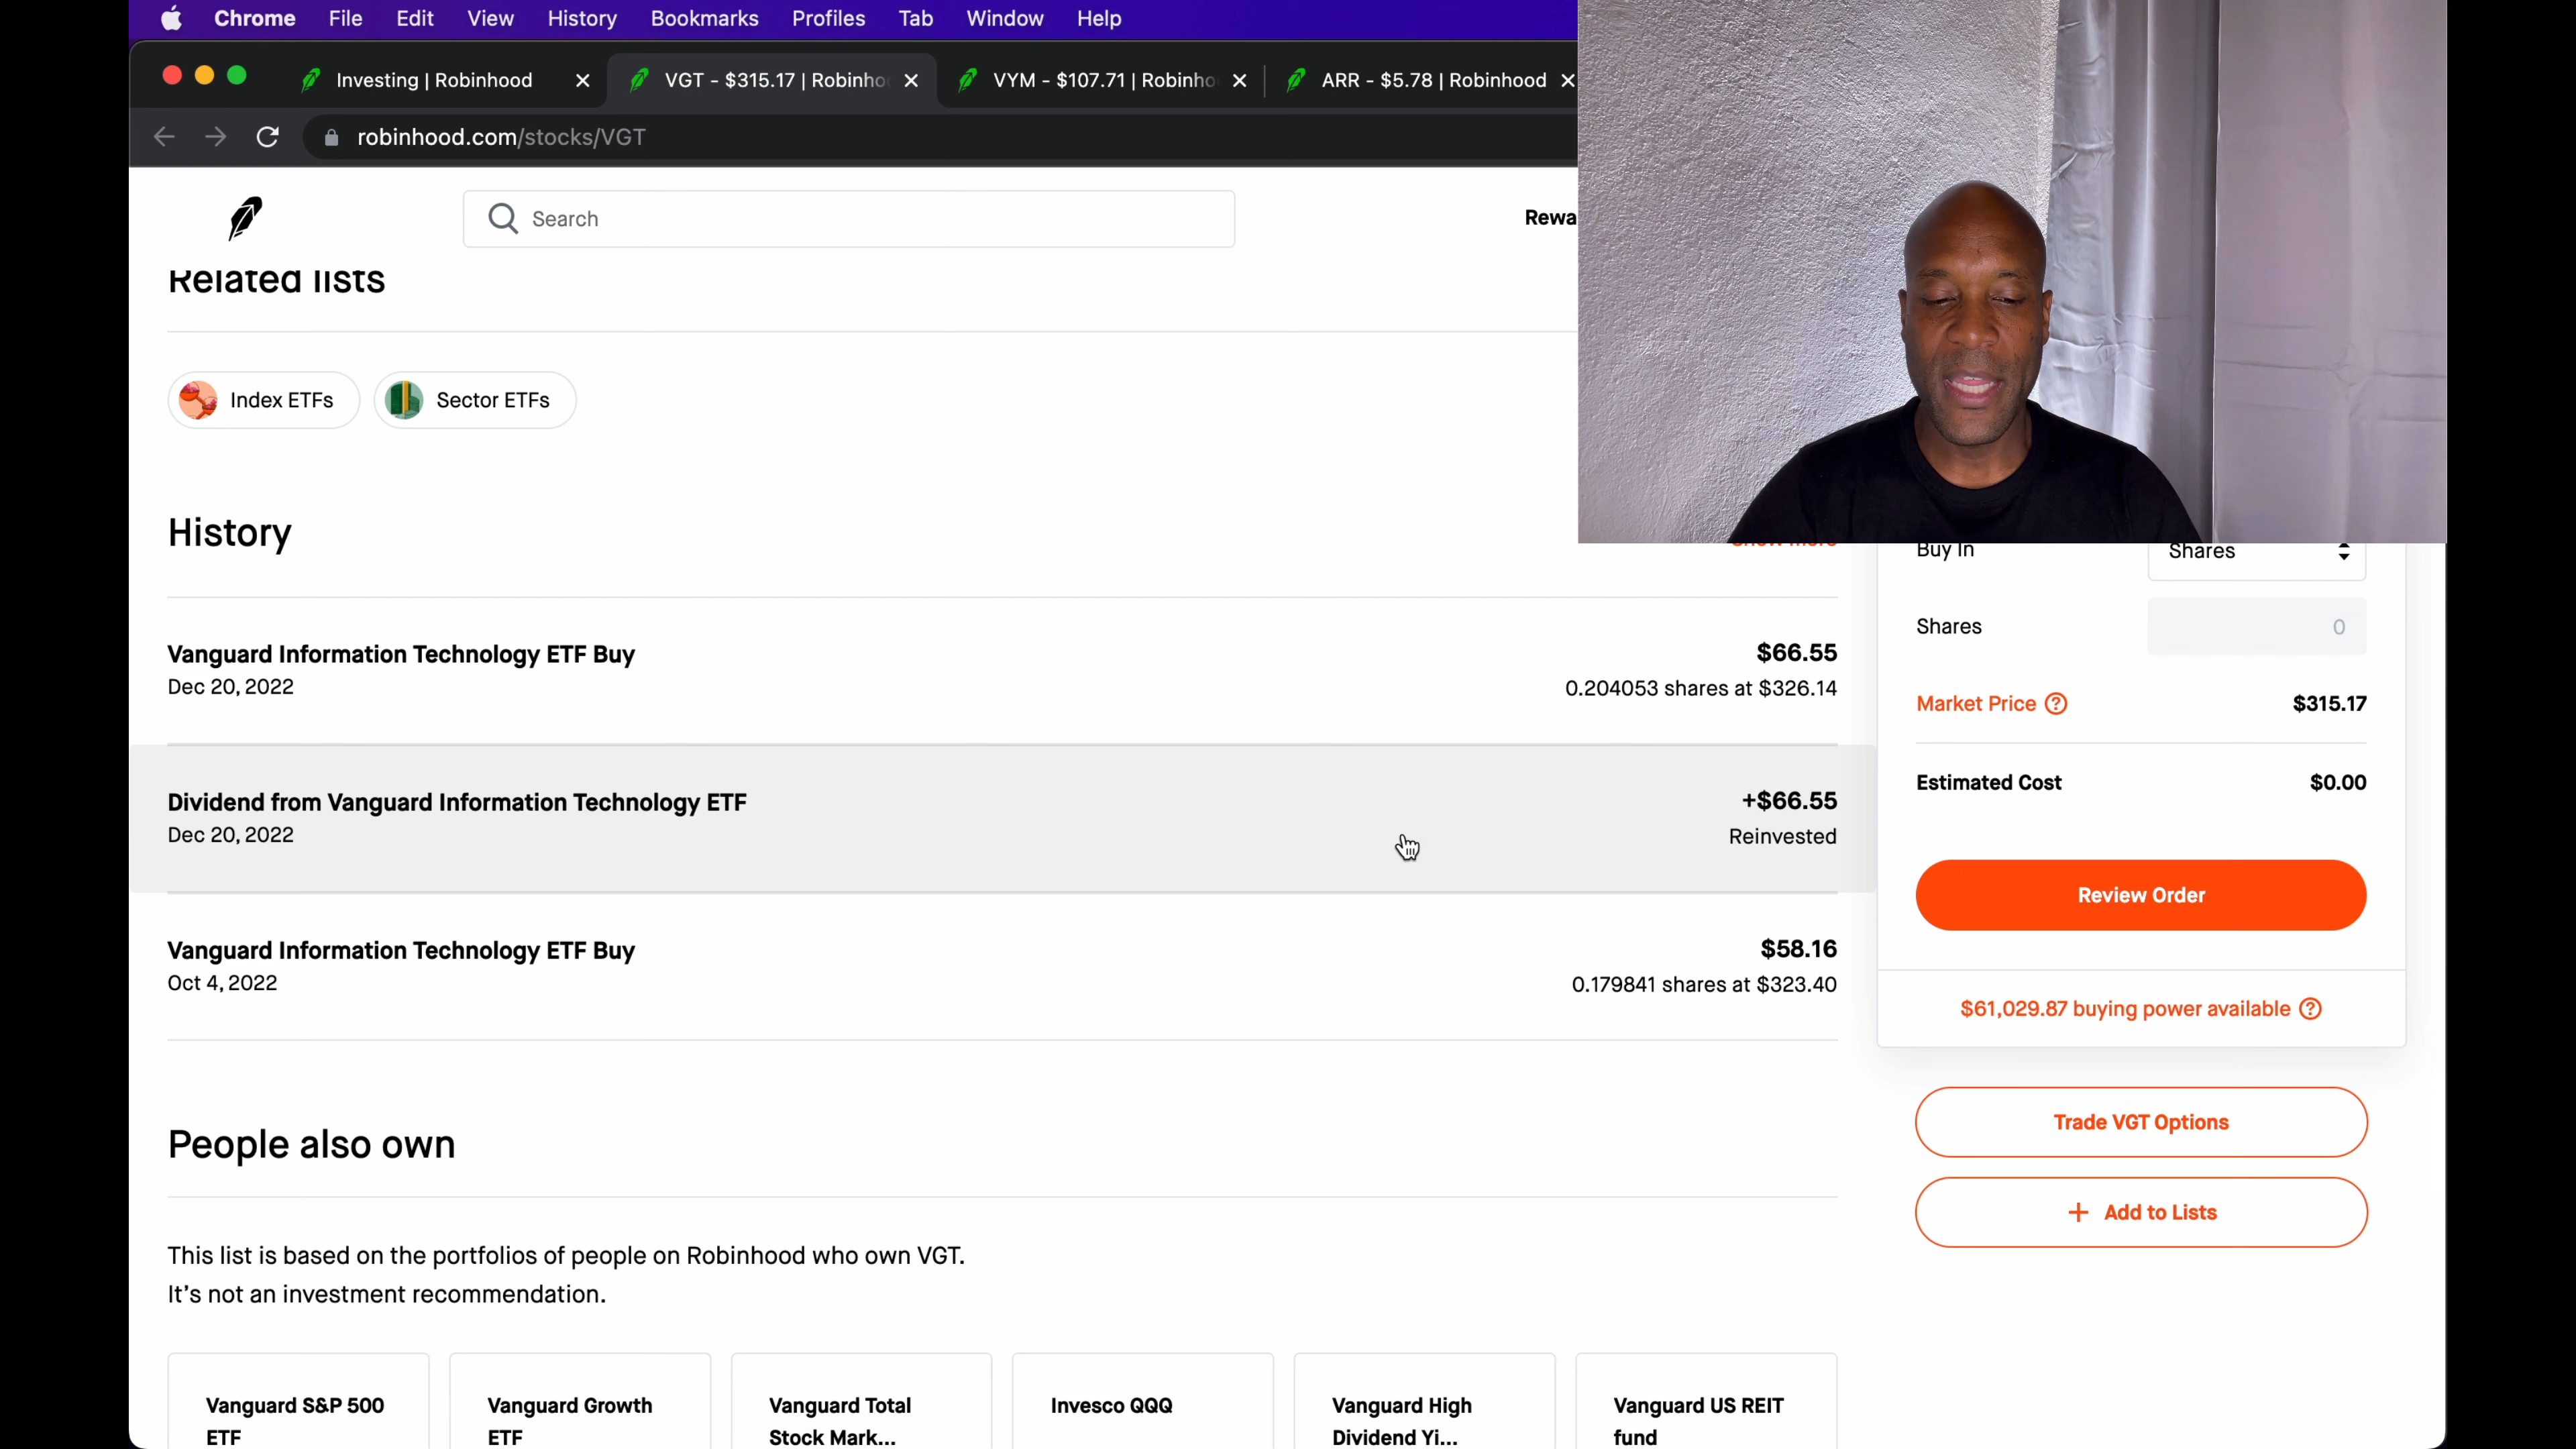 Chrome File Edit View History Bookmarks Profiles Tab Window Help
Investing | Robinhood
VGT - $315.17 | Robinho
VYM - $107.71 | Robinho
ARR - $5.78 | Robinhood
robinhood.com/stocks/VGT
Search
Rewa
Related lists
Index ETFs
Sector ETFs
History
Show More
Vanguard Information Technology ETF Buy
$66.55
Dec 20, 2022
0.204053 shares at $326.14
Dividend from Vanguard Information Technology ETF
+$66.55
Dec 20, 2022
Reinvested
Vanguard Information Technology ETF Buy
$58.16
Oct 4, 2022
0.179841 shares at $323.40
People also own
This list is based on the portfolios of people on Robinhood who own VGT.
It's not an investment recommendation.
Vanguard S&P 500
ETF
Vanguard Growth
ETF
Vanguard Total
Stock Mark...
Invesco QQQ
Vanguard High
Dividend Yi...
Vanguard US REIT
fund
Buy In
Shares
Shares
0
Market Price
$315.17
Estimated Cost
$0.00
Review Order
$61,029.87 buying power available
Trade VGT Options
+ Add to Lists